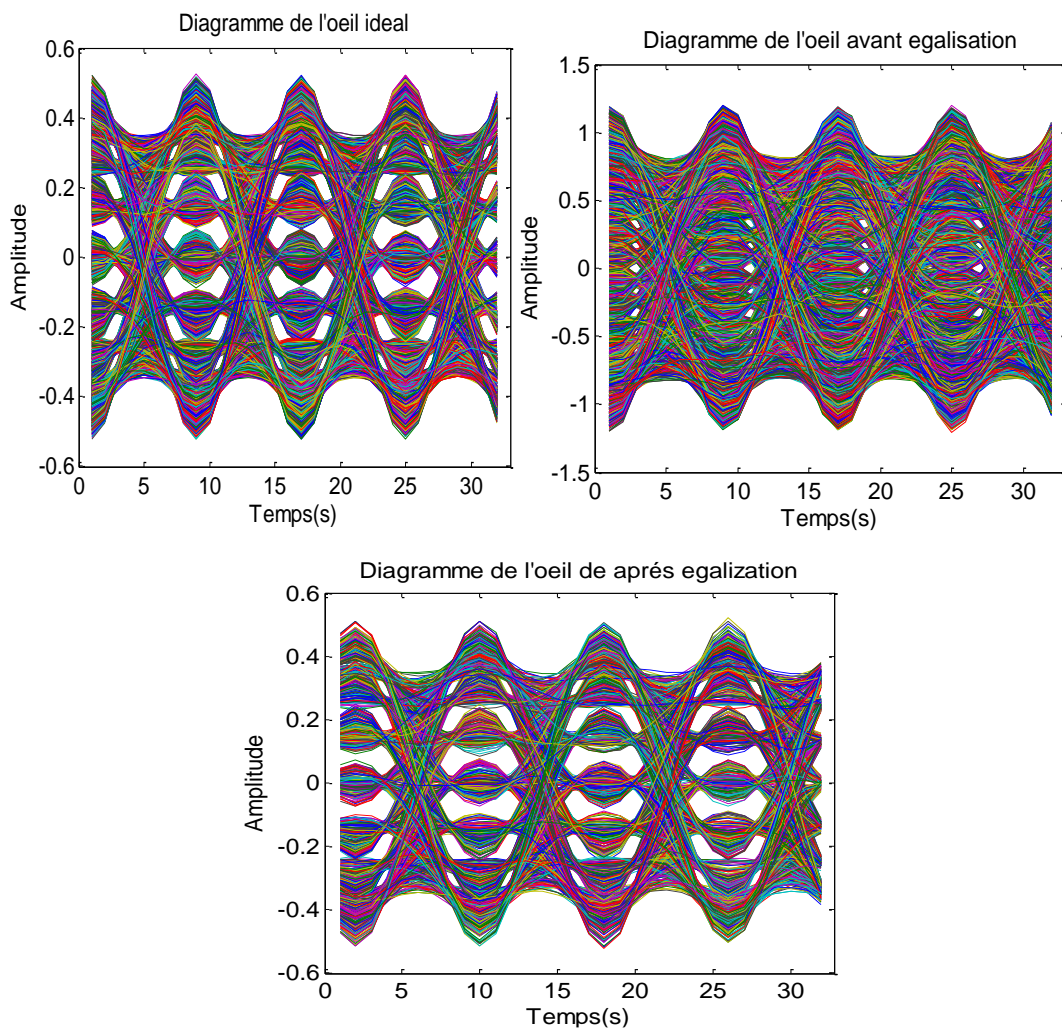 Diagramme de l'oeil ideal
0.6
0.4
0.2
0
-0.2
-0.4
-0.6
Amplitude
0 5 10 15 20 25 30
Temps(s)
Diagramme de l'oeil avant egalisation
1.5
1
0.5
0
-0.5
-1
-1.5
Amplitude
0 5 10 15 20 25 30
Temps(s)
Diagramme de l'oeil de aprés egalization
0.6
0.4
0.2
0
-0.2
-0.4
-0.6
Amplitude
0 5 10 15 20 25 30
Temps(s)